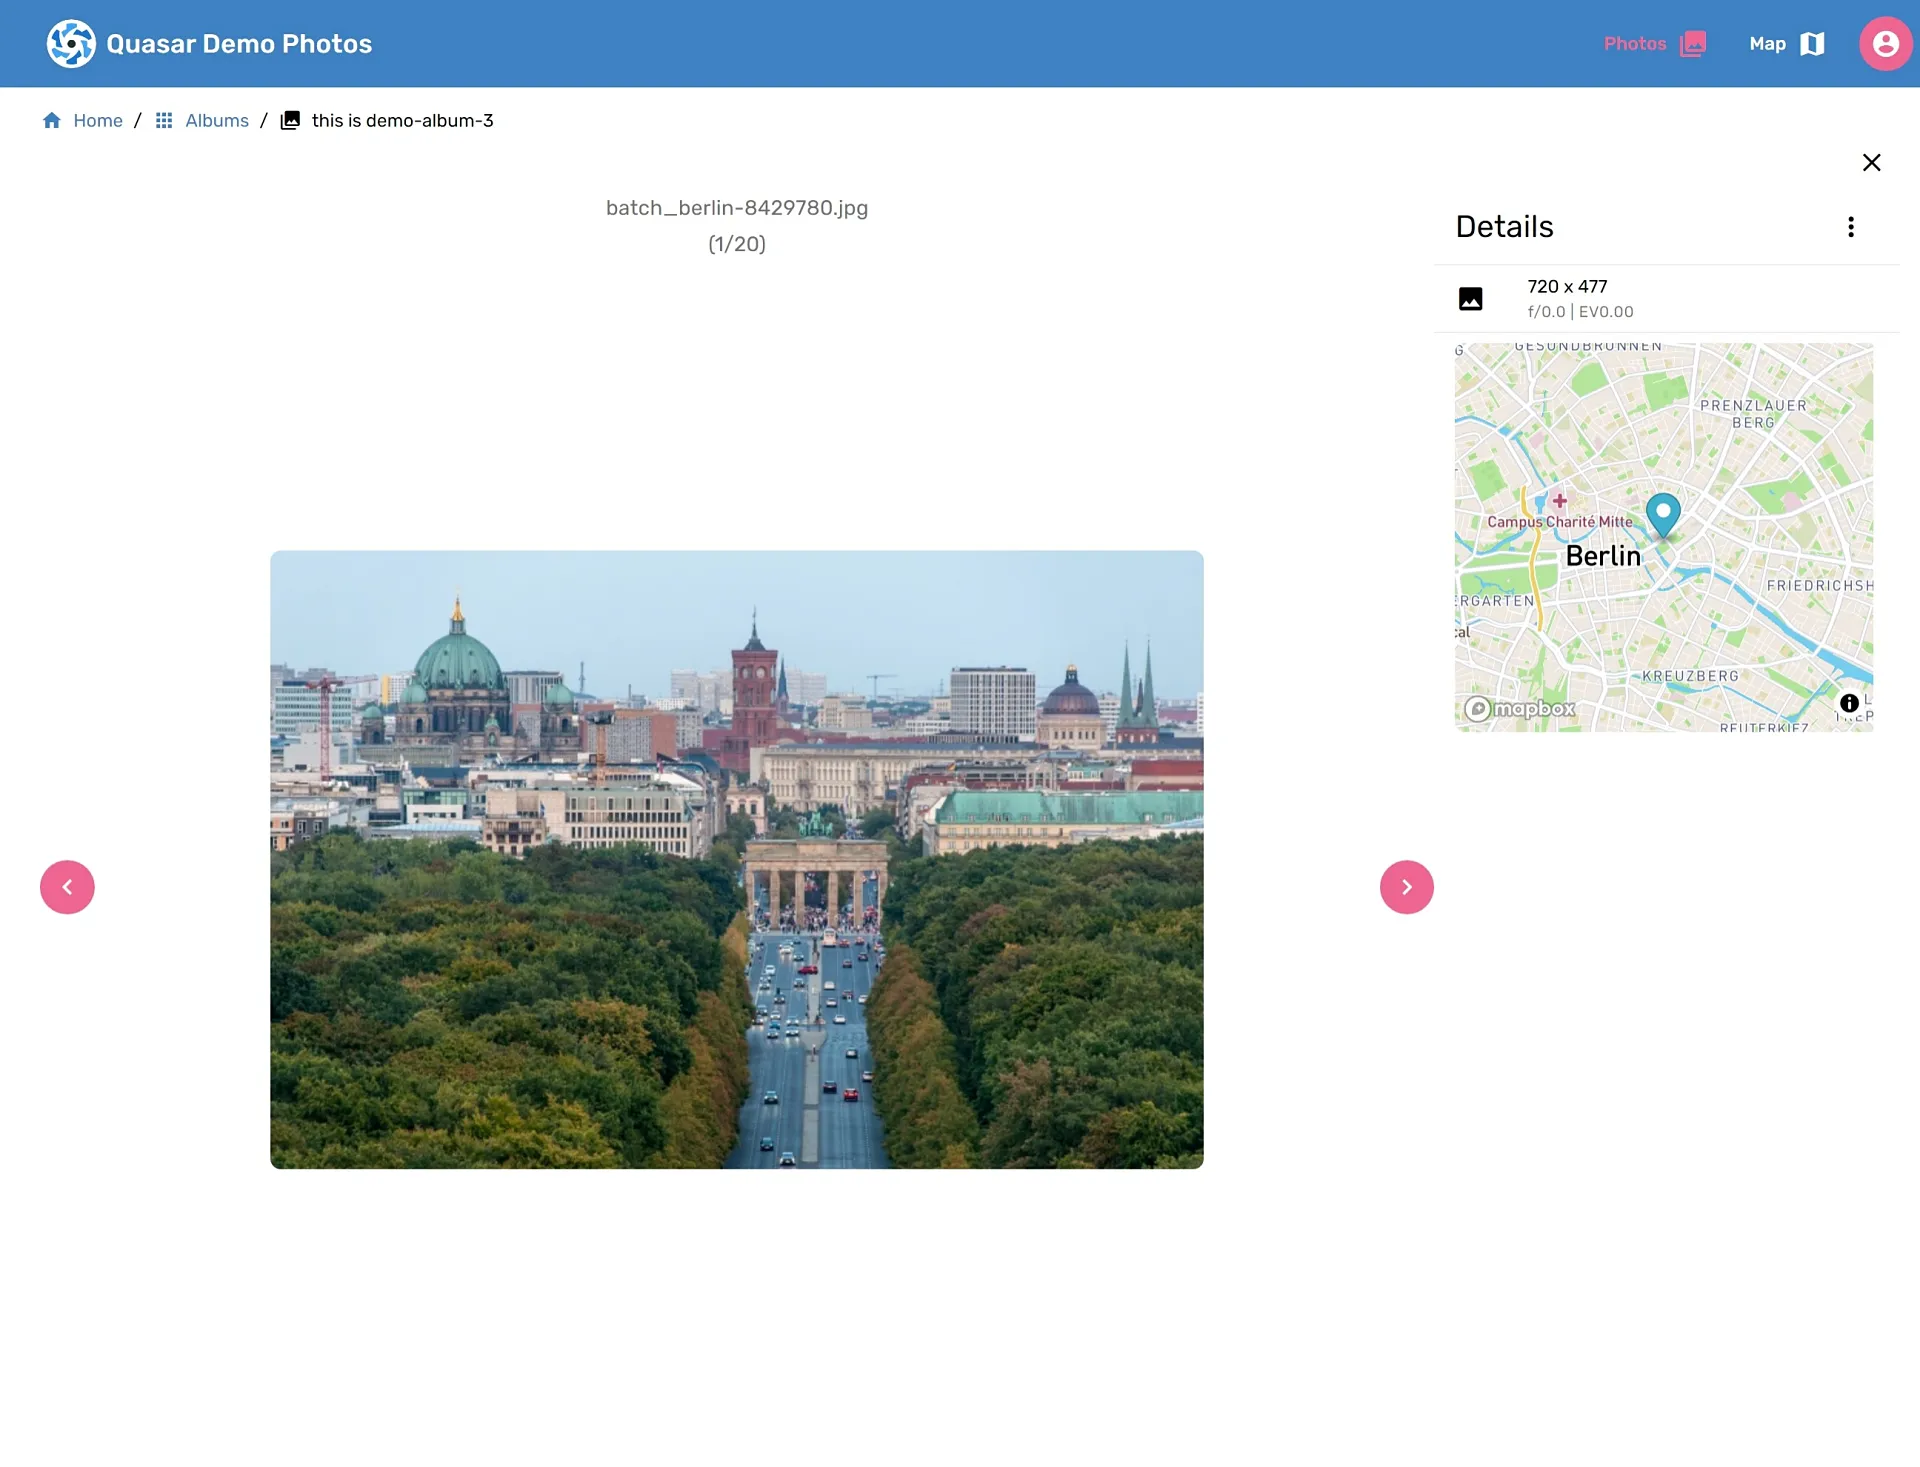 Quasar Demo Photos
Photos
Map
Home / Albums / this is demo-album-3
batch_berlin-8429780.jpg
(1/20)
Details
720 x 477
f/0.0 | EV0.00
G
GESUNDBRUNNEN
PRENZLAUER
BERG
Campus Charité Mitte
Berlin
FRIEDRICHSH
ERGARTEN
KREUZBERG
mapbox
REUTERKIEZ